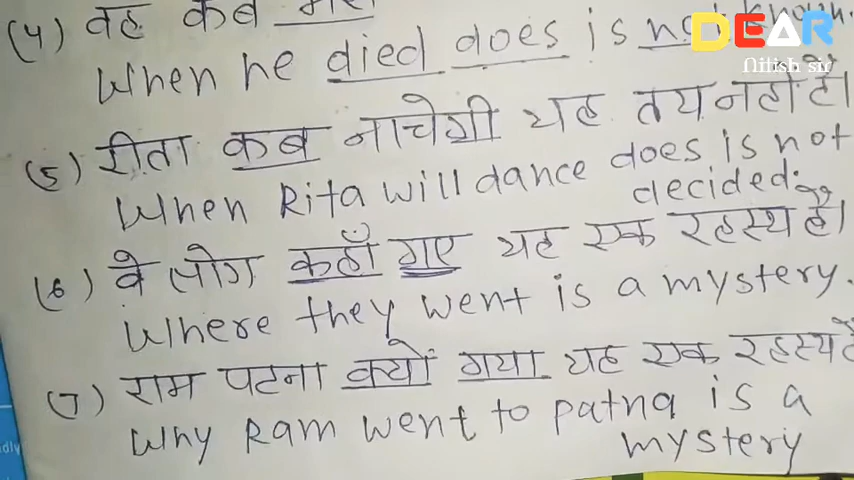 (4) वह कब
When he died does is not known.
DEAR
Nitish sir
(5) रीता कब नाचेगी यह तय नहीं है।
When Rita will dance does is not
decided.
(6) वे लोग कहाँ गए यह एक रहस्य है।
Where they went is a mystery.
(7) राम पटना क्यों गया यह एक रहस्य है
Why Ram went to patna is a
mystery